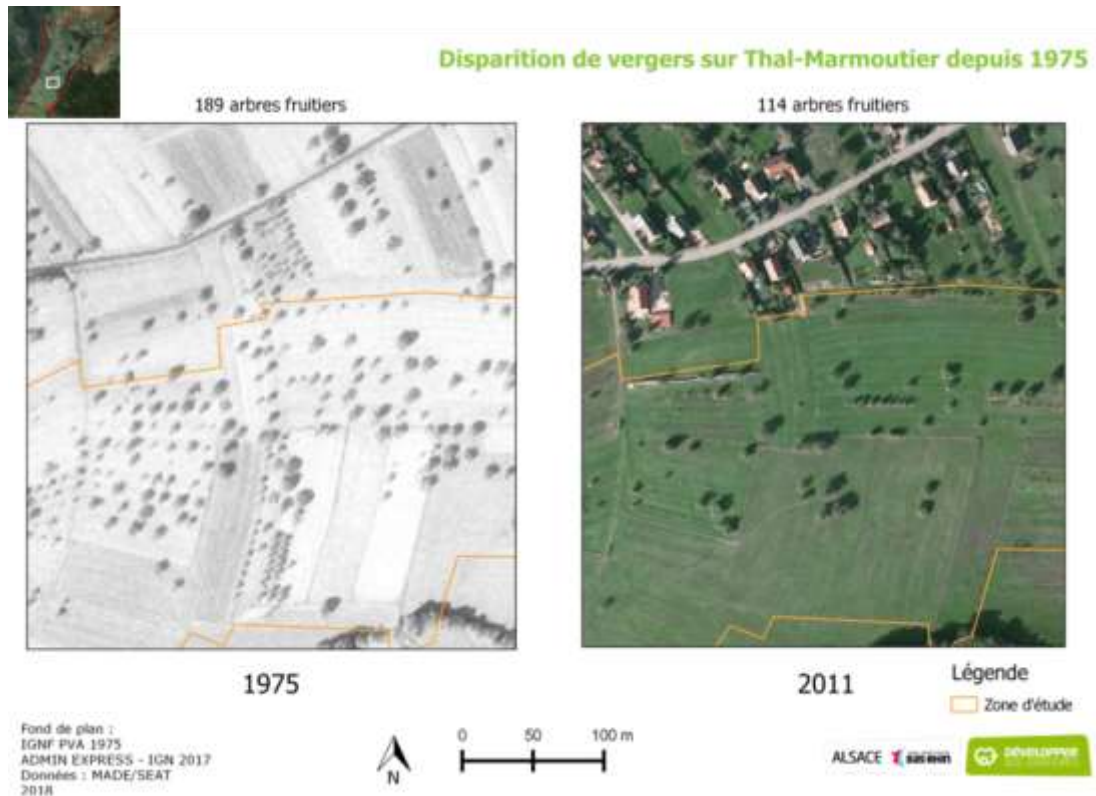 Disparition de vergers sur Thal-Marmoutier depuis 1975
189 arbres fruitiers
114 arbres fruitiers
1975
2011
Légende
Zone d'étude
Fond de plan :
IGNF PVA 1975
ADMIN EXPRESS - IGN 2017
Données : MADE/SEAT
2018
N
0 50 100 m
ALSACE BAS-RHIN
DÉVELOPPER